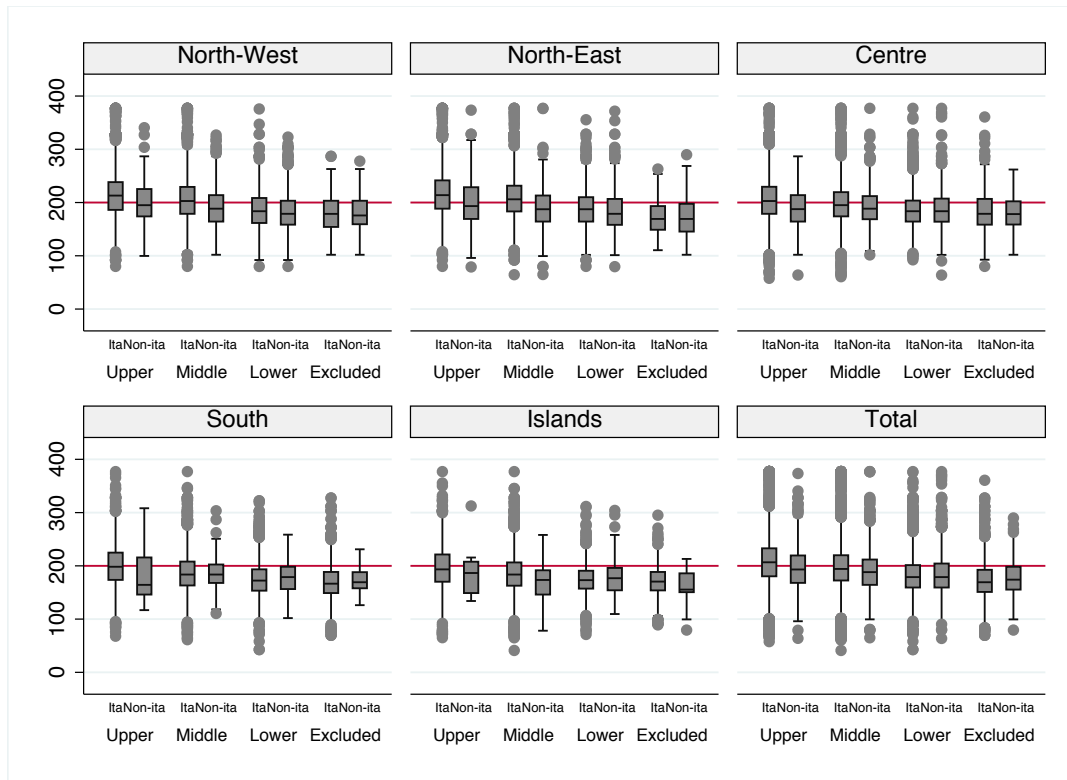 North-West North-East Centre
400
300
200
100
0
ItaNon-ita ItaNon-ita ItaNon-ita ItaNon-ita ItaNon-ita ItaNon-ita ItaNon-ita ItaNon-ita ItaNon-ita ItaNon-ita ItaNon-ita ItaNon-ita
Upper Middle Lower Excluded Upper Middle Lower Excluded Upper Middle Lower Excluded
South Islands Total
400
300
200
100
0
ItaNon-ita ItaNon-ita ItaNon-ita ItaNon-ita ItaNon-ita ItaNon-ita ItaNon-ita ItaNon-ita ItaNon-ita ItaNon-ita ItaNon-ita ItaNon-ita
Upper Middle Lower Excluded Upper Middle Lower Excluded Upper Middle Lower Excluded